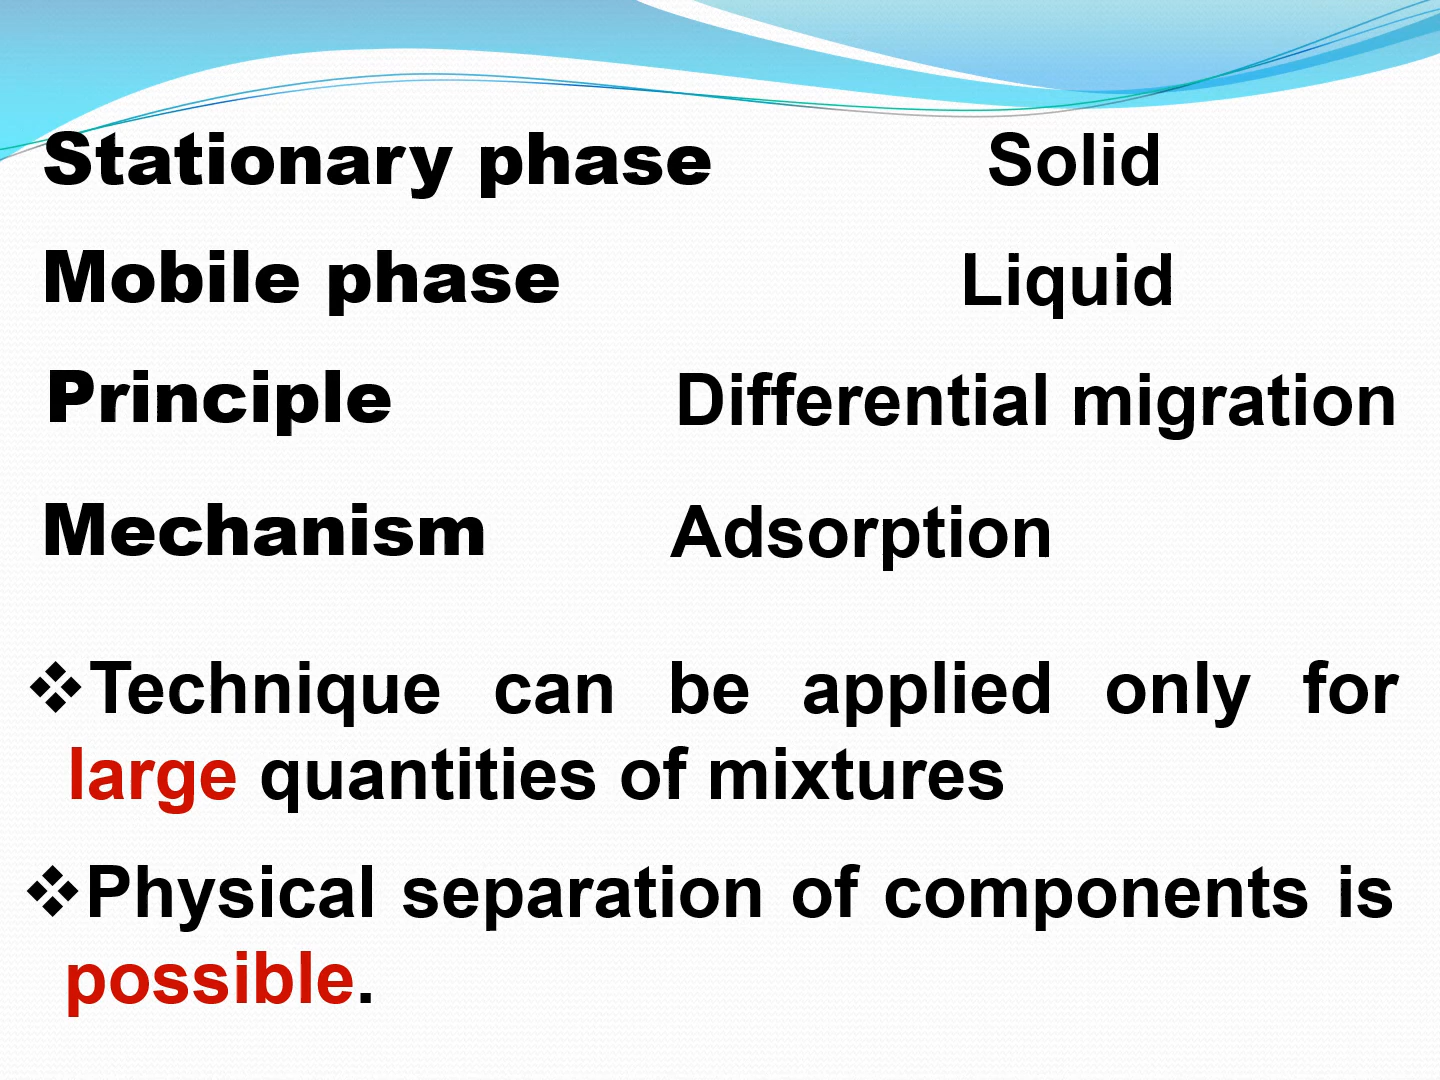 Stationary phase Solid
Mobile phase Liquid
Principle Differential migration
Mechanism Adsorption
❖Technique can be applied only for
large quantities of mixtures
❖Physical separation of components is
possible.